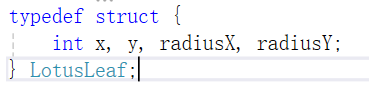 typedef struct {
    int x, y, radiusX, radiusY;
} LotusLeaf;